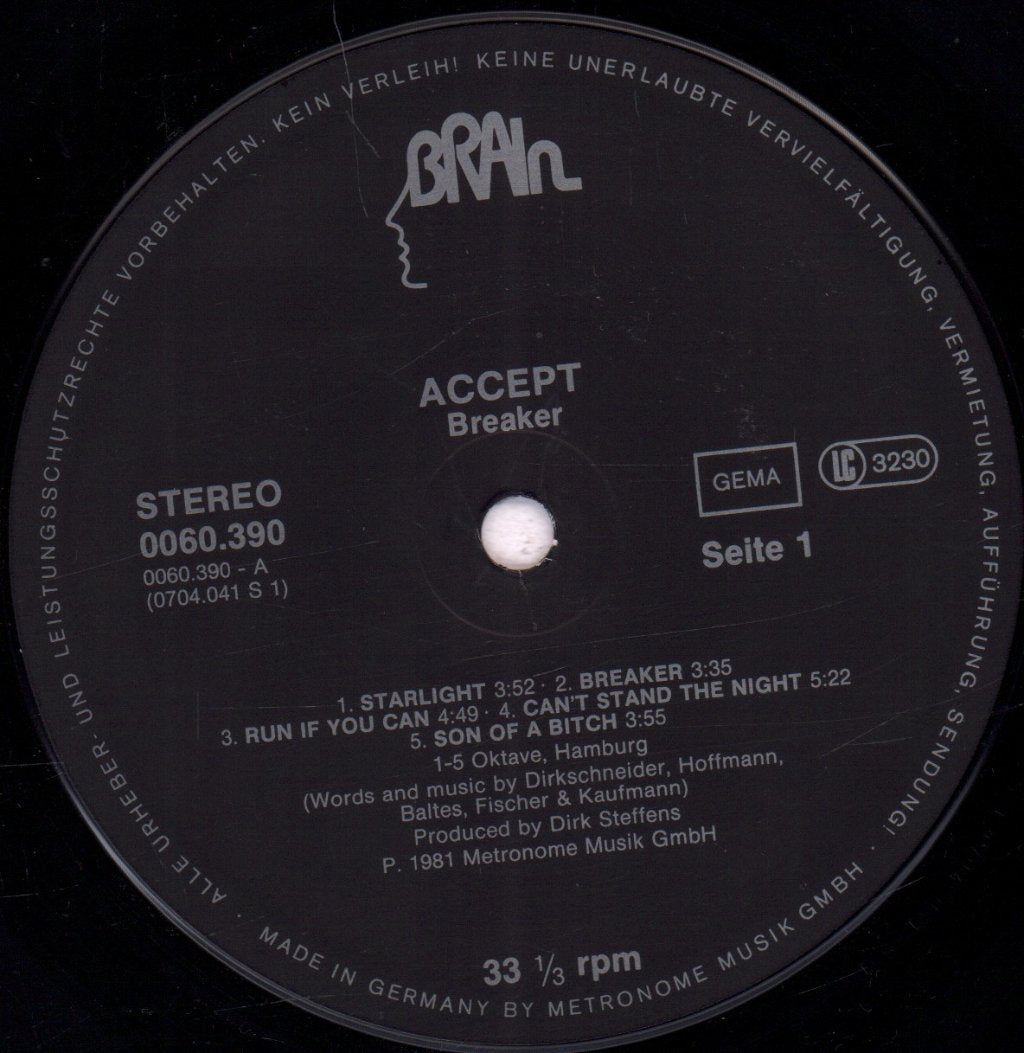 ALLE URHEBER- UND LEISTUNGSSCHUTZRECHTE VORBEHALTEN. KEIN VERLEIH! KEINE UNERLAUBTE VERVIELFÄLTIGUNG, VERMIETUNG, AUFFÜHRUNG, SENDUNG! ·
BRAIn
ACCEPT
Breaker
STEREO
0060.390
0060.390 - A
(0704.041 S 1)
GEMA
LC 3230
Seite 1
1. STARLIGHT 3:52 · 2. BREAKER 3:35
3. RUN IF YOU CAN 4:49 · 4. CAN'T STAND THE NIGHT 5:22
5. SON OF A BITCH 3:55
1-5 Oktave, Hamburg
(Words and music by Dirkschneider, Hoffmann,
Baltes, Fischer & Kaufmann)
Produced by Dirk Steffens
P. 1981 Metronome Musik GmbH
33 1/3 rpm
MADE IN GERMANY BY METRONOME MUSIK GMBH ·